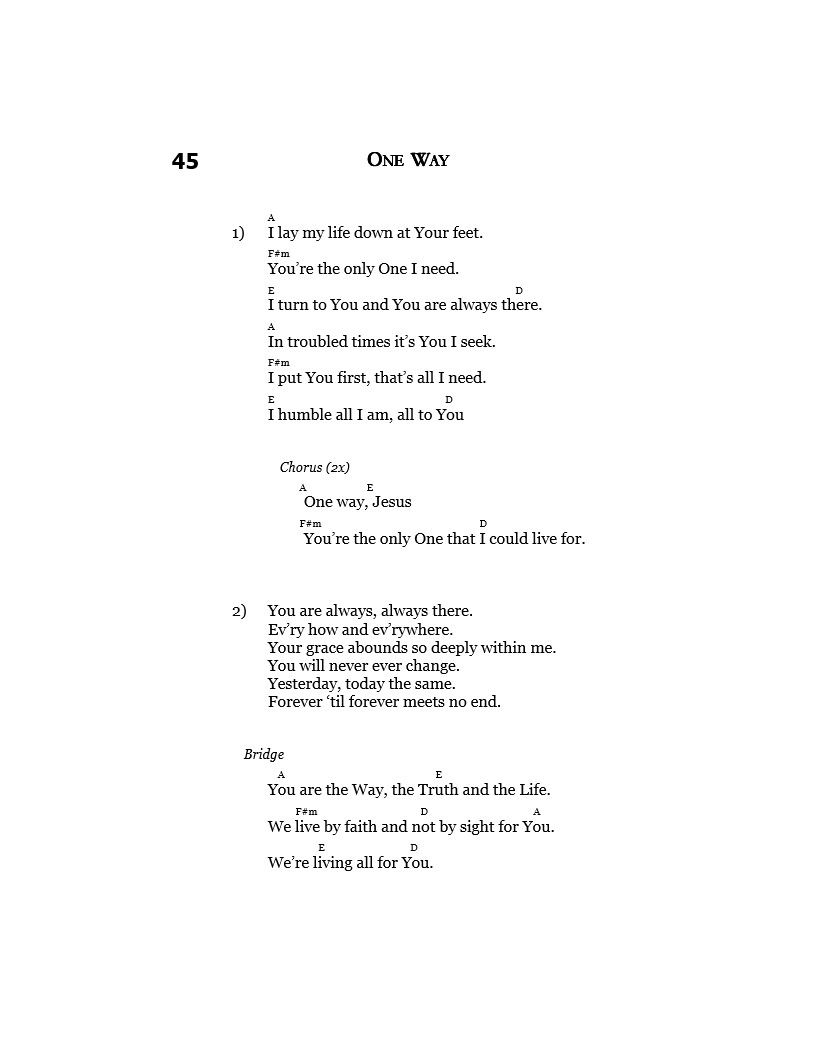 45 ONE WAY
A
1) I lay my life down at Your feet.
F#m
You’re the only One I need.
E D
I turn to You and You are always there.
A
In troubled times it’s You I seek.
F#m
I put You first, that’s all I need.
E D
I humble all I am, all to You
Chorus (2x)
A E
One way, Jesus
F#m D
You’re the only One that I could live for.
2) You are always, always there.
Ev’ry how and ev’rywhere.
Your grace abounds so deeply within me.
You will never ever change.
Yesterday, today the same.
Forever ‘til forever meets no end.
Bridge
A E
You are the Way, the Truth and the Life.
F#m D A
We live by faith and not by sight for You.
E D
We’re living all for You.